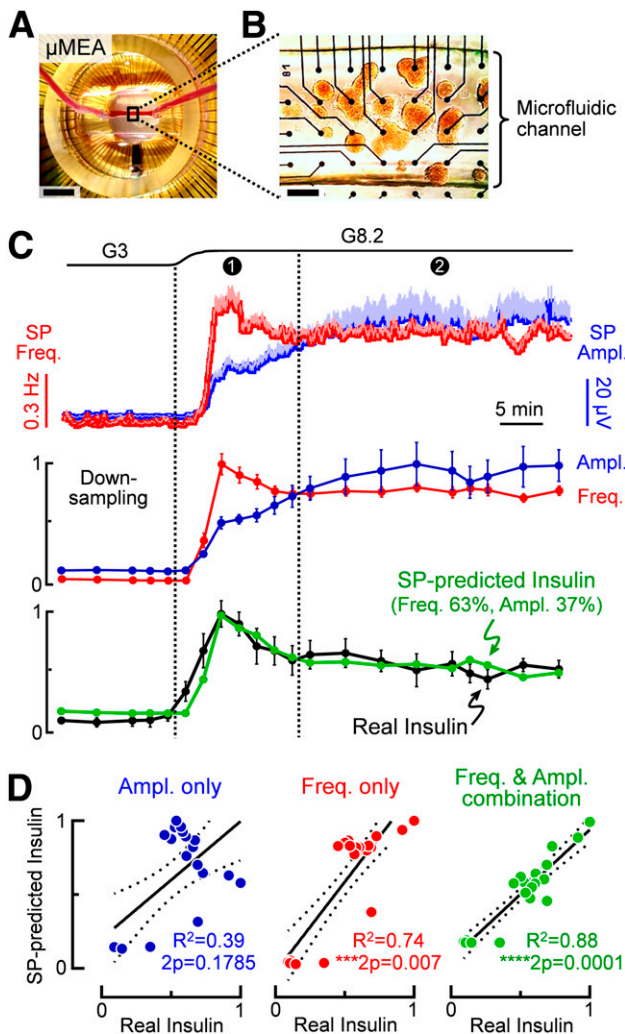 A
B
µMEA
81
Microfluidic
channel
C
G3
G8.2
1
2
SP
Freq.
0.3 Hz
SP
Ampl.
20 µV
5 min
1
Down-
sampling
0
Ampl.
Freq.
1
0
SP-predicted Insulin
(Freq. 63%, Ampl. 37%)
Real Insulin
D
Ampl. only
Freq. only
Freq. & Ampl.
combination
SP-predicted Insulin
1
0
R²=0.39
2p=0.1785
R²=0.74
***2p=0.007
R²=0.88
****2p=0.0001
0 1
0 1
0 1
Real Insulin
Real Insulin
Real Insulin